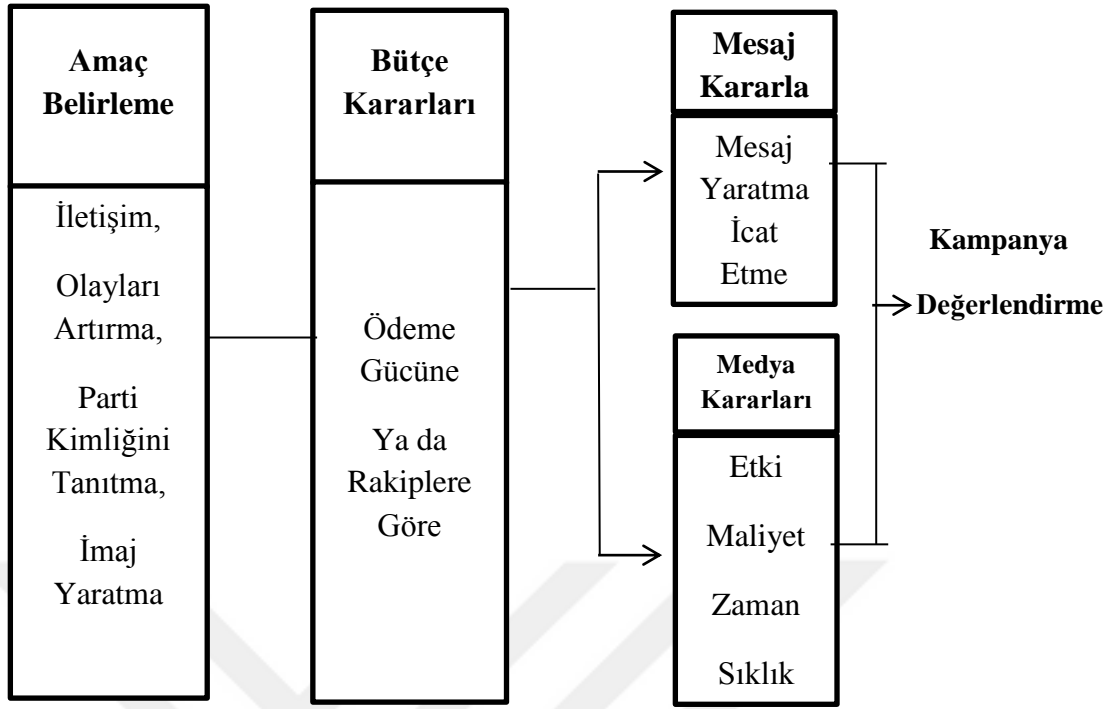 Amaç
Belirleme
İletişim,
Olayları
Artırma,
Parti
Kimliğini
Tanıtma,
İmaj
Yaratma
Bütçe
Kararları
Ödeme
Gücüne
Ya da
Rakiplere
Göre
Mesaj
Kararla
Mesaj
Yaratma
İcat
Etme
Medya
Kararları
Etki
Maliyet
Zaman
Sıklık
Kampanya
Değerlendirme